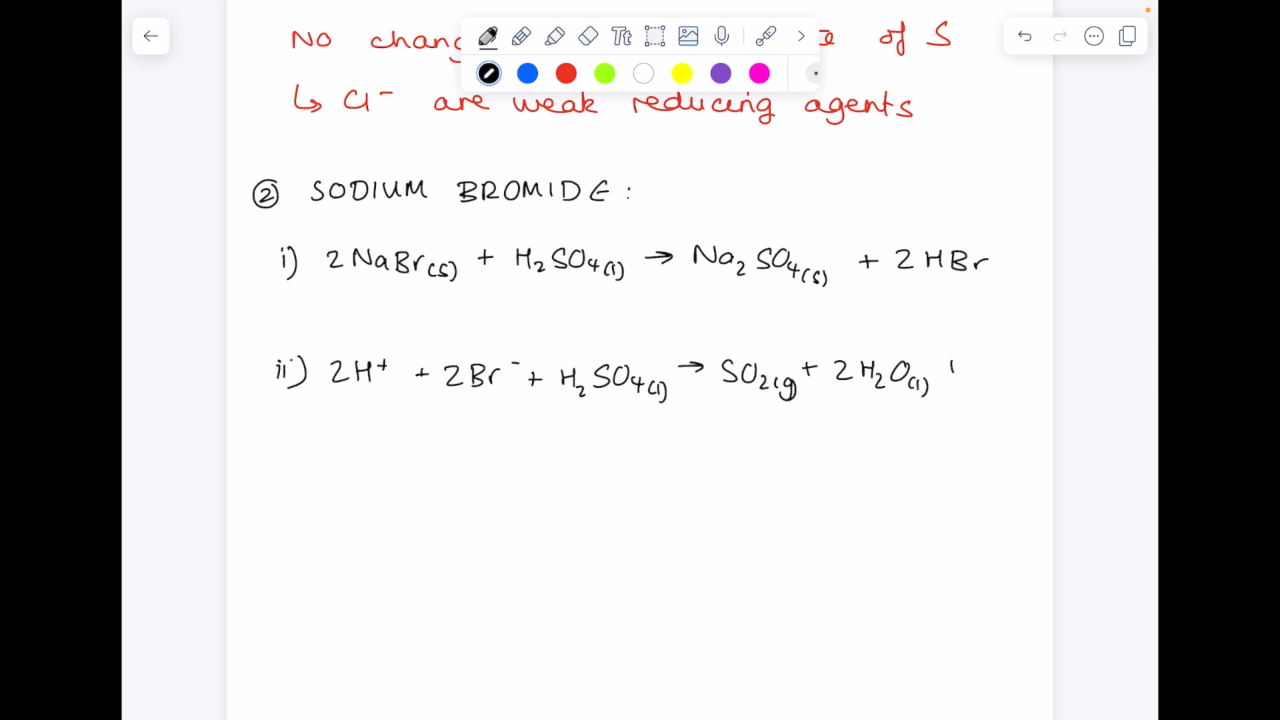 No chang of S
↳ Cl⁻ are weak reducing agents
② SODIUM BROMIDE :
i) 2NaBr(s) + H₂SO₄(l) → Na₂SO₄(s) + 2HBr
ii) 2H⁺ + 2Br⁻ + H₂SO₄(l) → SO₂(g + 2H₂O(l)
Tt